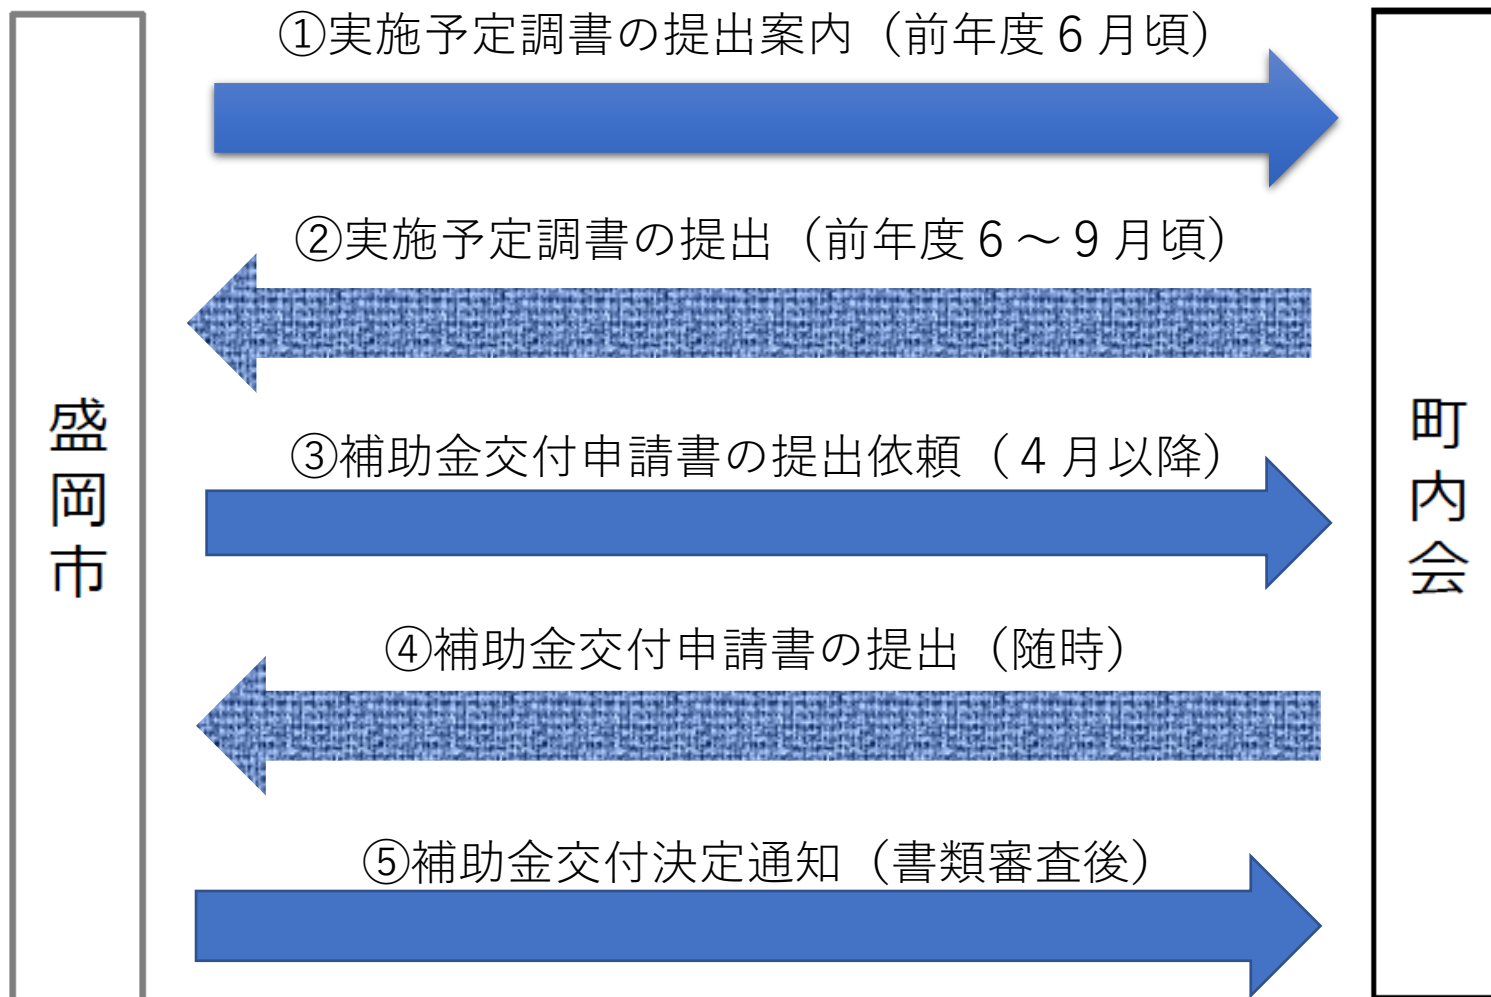 ①実施予定調書の提出案内（前年度６月頃）
②実施予定調書の提出（前年度６～９月頃）
③補助金交付申請書の提出依頼（４月以降）
④補助金交付申請書の提出（随時）
⑤補助金交付決定通知（書類審査後）
盛岡市
町内会